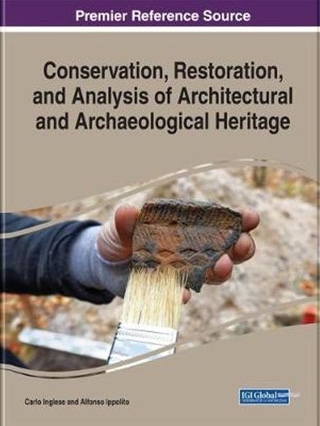 Premier Reference Source
Conservation, Restoration,
and Analysis of Architectural
and Archaeological Heritage
Carlo Inglese and Alfonso Ippolito
IGI Global